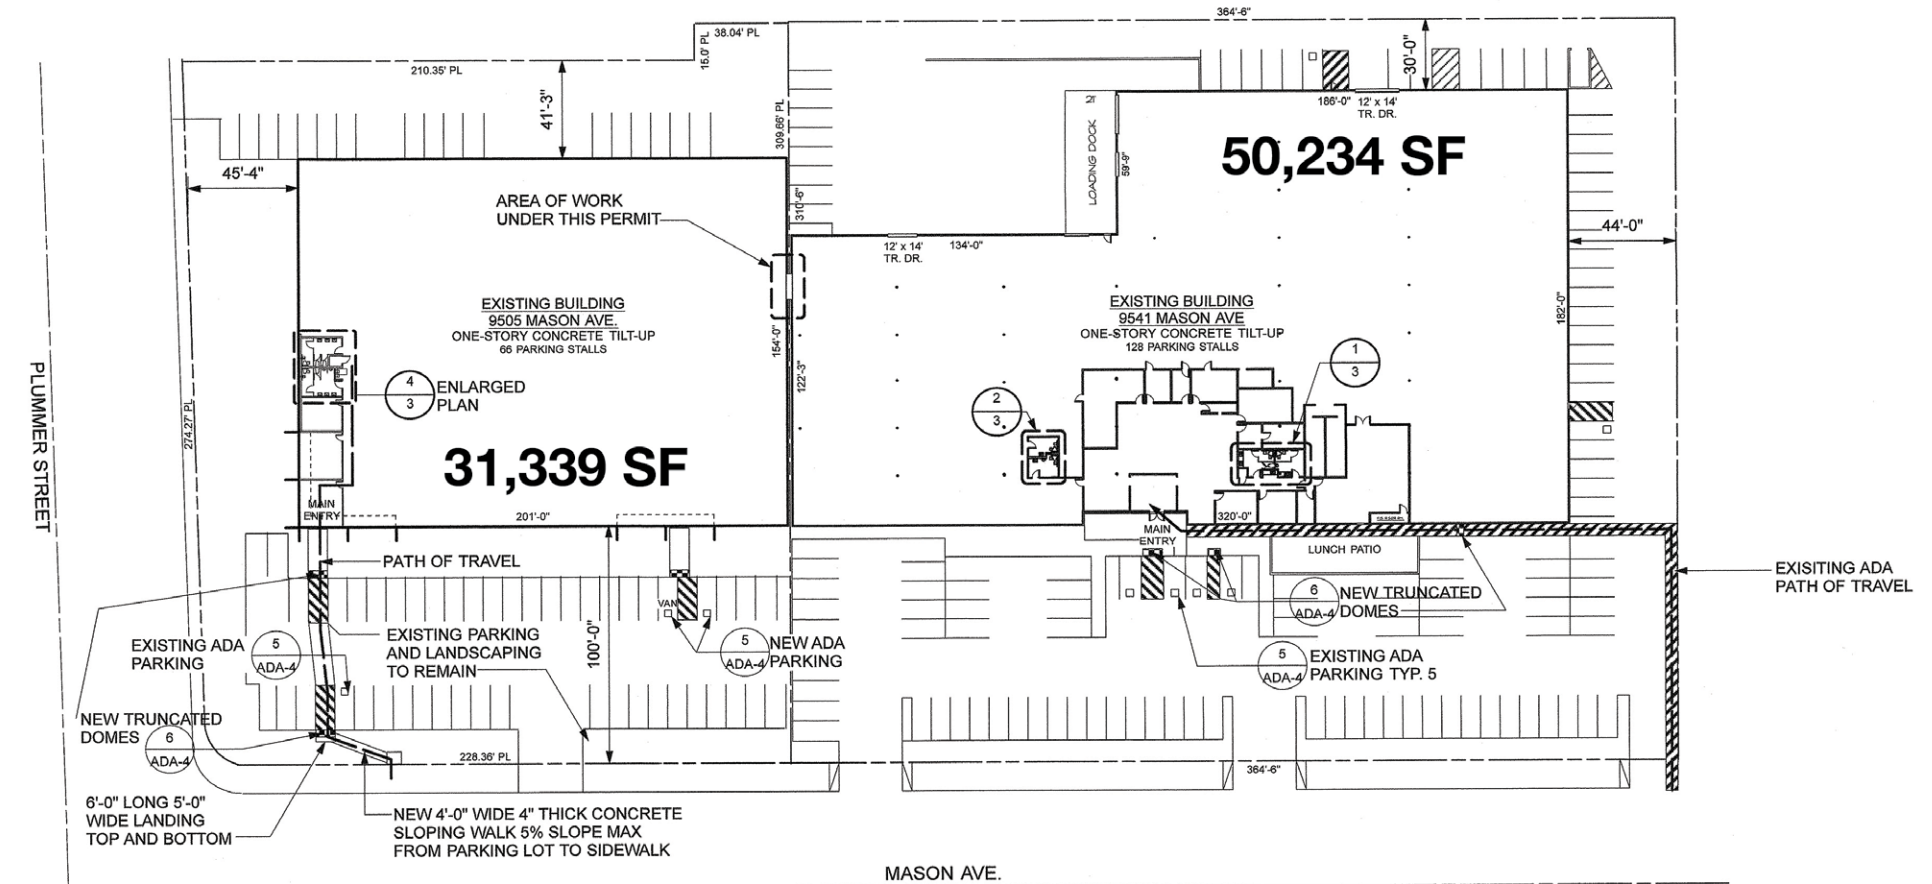 364'-6"
38.04' PL
15.0' PL
210.35' PL
41'-3"
309.66' PL
30'-0"
186'-0"
12' x 14'
TR. DR.
LOADING DOCK
59'-9"
50,234 SF
45'-4"
AREA OF WORK
UNDER THIS PERMIT
310'-6"
12' x 14'
TR. DR.
134'-0"
44'-0"
EXISTING BUILDING
9505 MASON AVE.
ONE-STORY CONCRETE TILT-UP
66 PARKING STALLS
154'-0"
122'-3"
EXISTING BUILDING
9541 MASON AVE
ONE-STORY CONCRETE TILT-UP
128 PARKING STALLS
182'-0"
1
3
2
3
4
3
ENLARGED
PLAN
PLUMMER STREET
274.27' PL
31,339 SF
MAIN
ENTRY
201'-0"
MAIN
ENTRY
320'-0"
LUNCH PATIO
PATH OF TRAVEL
EXISITING ADA
PATH OF TRAVEL
VAN
6
ADA-4
NEW TRUNCATED
DOMES
EXISTING ADA
PARKING
5
ADA-4
EXISTING PARKING
AND LANDSCAPING
TO REMAIN
100'-0"
5
ADA-4
NEW ADA
PARKING
5
ADA-4
EXISTING ADA
PARKING TYP. 5
NEW TRUNCATED
DOMES
6
ADA-4
228.36' PL
364'-6"
6'-0" LONG 5'-0"
WIDE LANDING
TOP AND BOTTOM
NEW 4'-0" WIDE 4" THICK CONCRETE
SLOPING WALK 5% SLOPE MAX
FROM PARKING LOT TO SIDEWALK
MASON AVE.